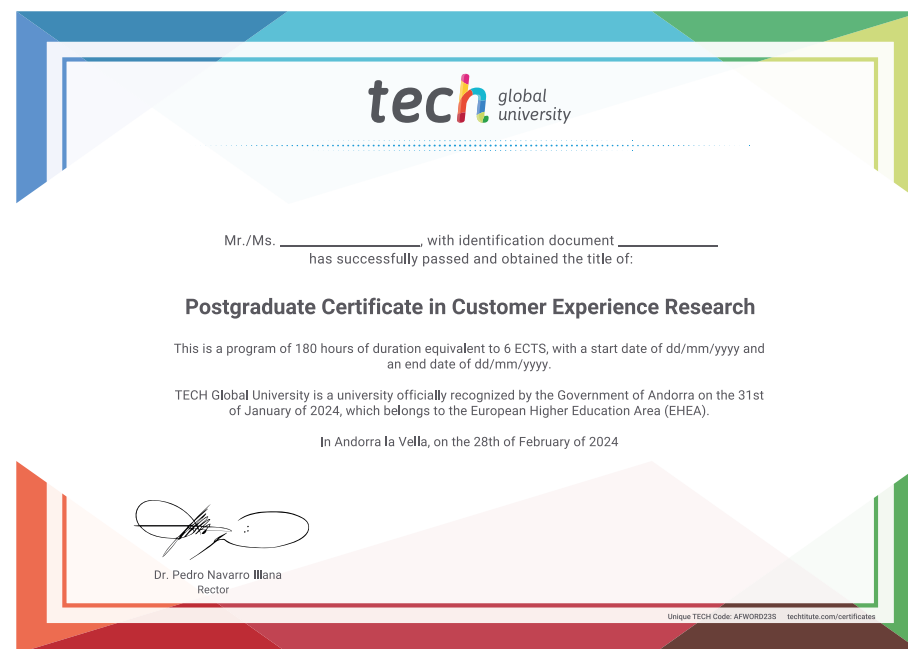 tech global university
Mr./Ms. ____________________, with identification document ______________
has successfully passed and obtained the title of:
Postgraduate Certificate in Customer Experience Research
This is a program of 180 hours of duration equivalent to 6 ECTS, with a start date of dd/mm/yyyy and
an end date of dd/mm/yyyy.
TECH Global University is a university officially recognized by the Government of Andorra on the 31st
of January of 2024, which belongs to the European Higher Education Area (EHEA).
In Andorra la Vella, on the 28th of February of 2024
Dr. Pedro Navarro Illana
Rector
Unique TECH Code: AFWORD23S techtitute.com/certificates